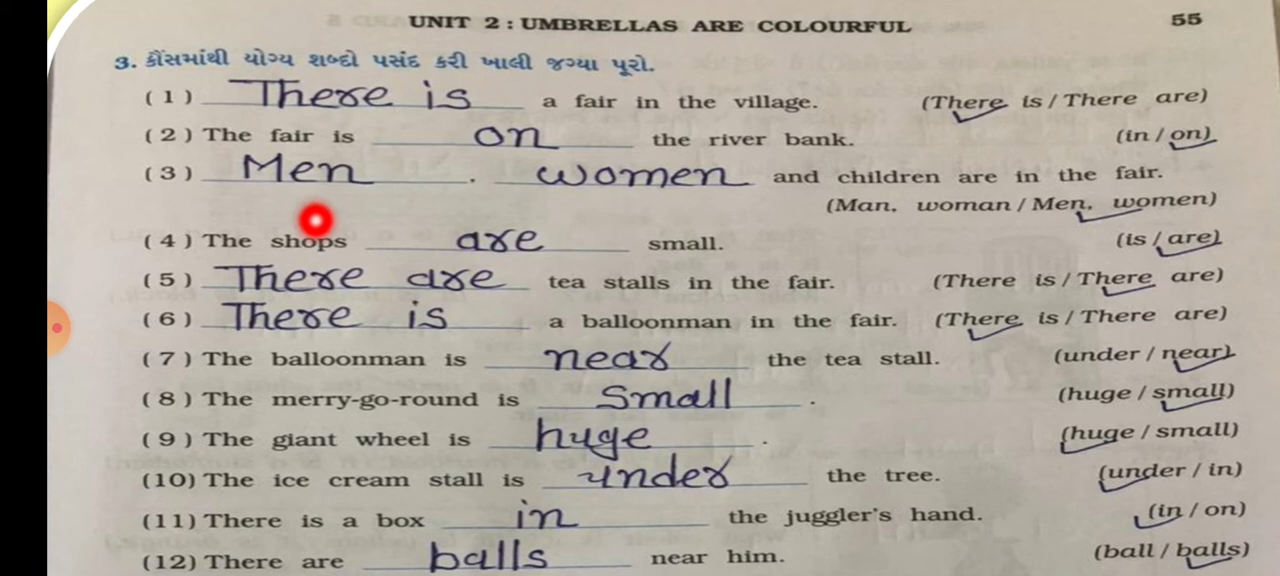 UNIT 2 : UMBRELLAS ARE COLOURFUL 55
3. કૌંસમાંથી યોગ્ય શબ્દો પસંદ કરી ખાલી જગ્યા પૂરો.
(1) There is a fair in the village. (There is / There are)
(2) The fair is on the river bank. (in / on)
(3) Men . women and children are in the fair.
(Man, woman / Men, women)
(4) The shops are small. (is / are)
(5) There are tea stalls in the fair. (There is / There are)
(6) There is a balloonman in the fair. (There is / There are)
(7) The balloonman is near the tea stall. (under / near)
(8) The merry-go-round is Small . (huge / small)
(9) The giant wheel is huge . (huge / small)
(10) The ice cream stall is under the tree. (under / in)
(11) There is a box in the juggler's hand. (in / on)
(12) There are balls near him. (ball / balls)